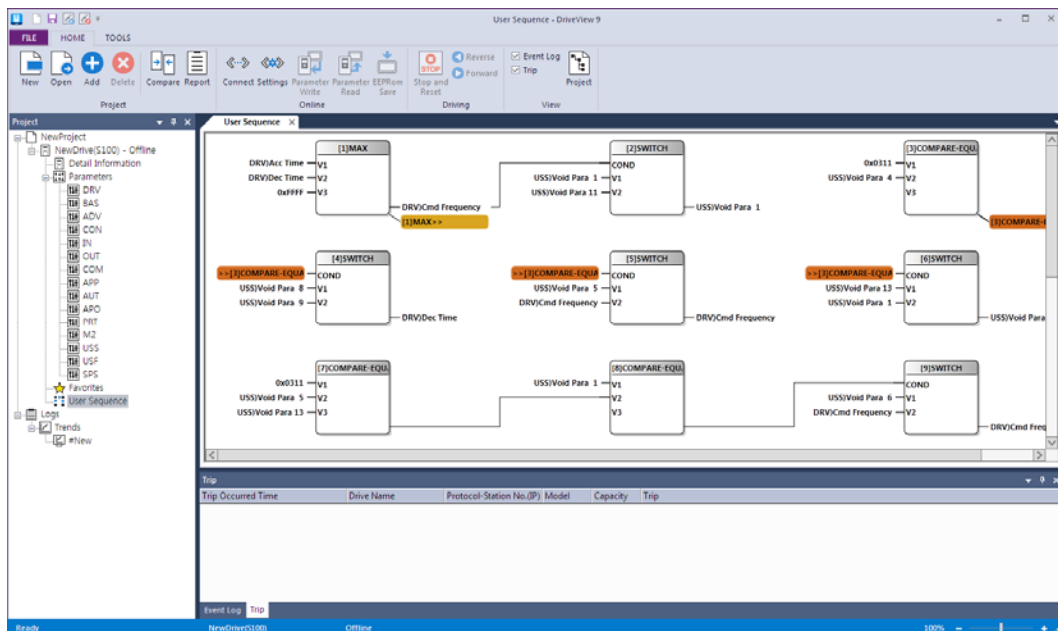 User Sequence - DriveView 9
FILE HOME TOOLS
New Open Add Delete Compare Report Connect Settings Parameter Write Parameter Read EEPRom Save Stop and Reset Reverse Forward Event Log Trip Project
STOP
Project Online Driving View
Project
User Sequence
NewProject
NewDrive(S100) - Offline
Detail Information
Parameters
DRV
BAS
ADV
CON
IN
OUT
COM
APP
AUT
APO
PRT
M2
USS
USF
SPS
Favorites
User Sequence
Logs
Trends
#New
[1]MAX
DRV)Acc Time V1
DRV)Dec Time V2
0xFFFF V3
DRV)Cmd Frequency
[1]MAX>>
[2]SWITCH
COND
USS)Void Para 1 V1
USS)Void Para 11 V2
USS)Void Para 1
[3]COMPARE-EQUA
0x0311 V1
USS)Void Para 4 V2
V3
[3]COMPARE-E
[4]SWITCH
>>[3]COMPARE-EQUA COND
USS)Void Para 8 V1
USS)Void Para 9 V2
DRV)Dec Time
[5]SWITCH
>>[3]COMPARE-EQUA COND
USS)Void Para 5 V1
DRV)Cmd Frequency V2
DRV)Cmd Frequency
[6]SWITCH
>>[3]COMPARE-EQUA COND
USS)Void Para 13 V1
USS)Void Para 1 V2
USS)Void Para
[7]COMPARE-EQUA
0x0311 V1
USS)Void Para 5 V2
USS)Void Para 13 V3
[8]COMPARE-EQUA
USS)Void Para 1 V1
V2
V3
[9]SWITCH
COND
USS)Void Para 6 V1
DRV)Cmd Frequency V2
DRV)Cmd Freq
Trip
Trip Occurred Time Drive Name Protocol-Station No.(IP) Model Capacity Trip
Event Log Trip
Ready NewDrive(S100) Offline 100%